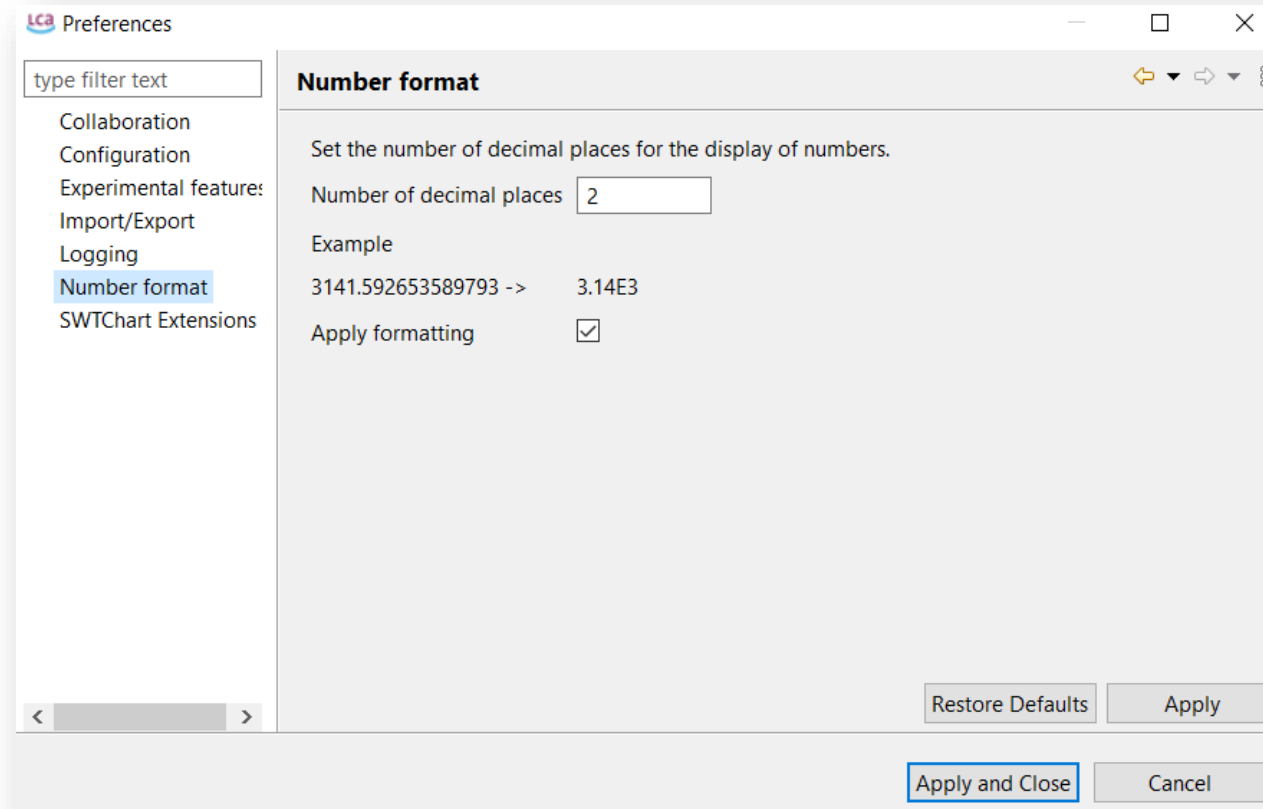 LCa Preferences
type filter text
Collaboration
Configuration
Experimental features
Import/Export
Logging
Number format
SWTChart Extensions
Number format
Set the number of decimal places for the display of numbers.
Number of decimal places 2
Example
3141.592653589793 -> 3.14E3
Apply formatting
Restore Defaults Apply
Apply and Close Cancel